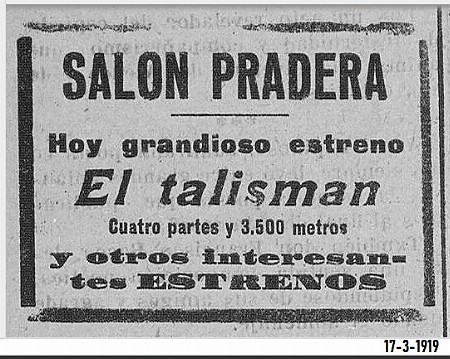 SALON PRADERA
Hoy grandioso estreno
El talisman
Cuatro partes y 3.500 metros
y otros interesan-
tes ESTRENOS
17-3-1919